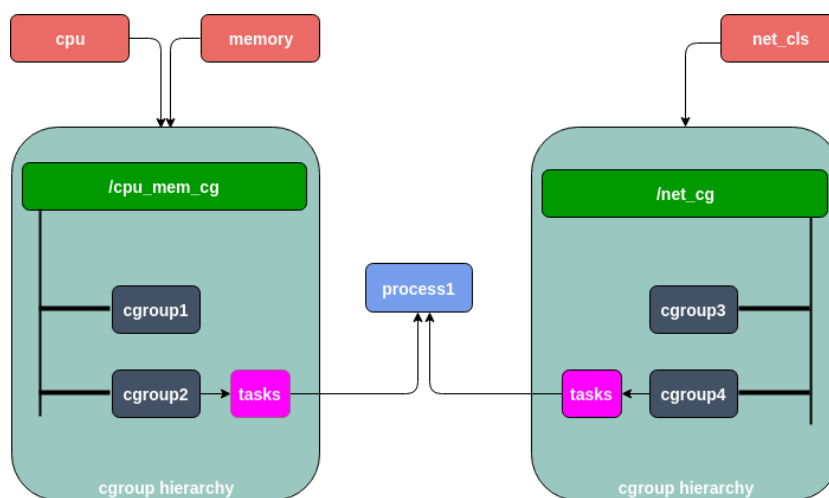 cpu
memory
net_cls
/cpu_mem_cg
/net_cg
process1
cgroup1
cgroup3
cgroup2
tasks
tasks
cgroup4
cgroup hierarchy
cgroup hierarchy